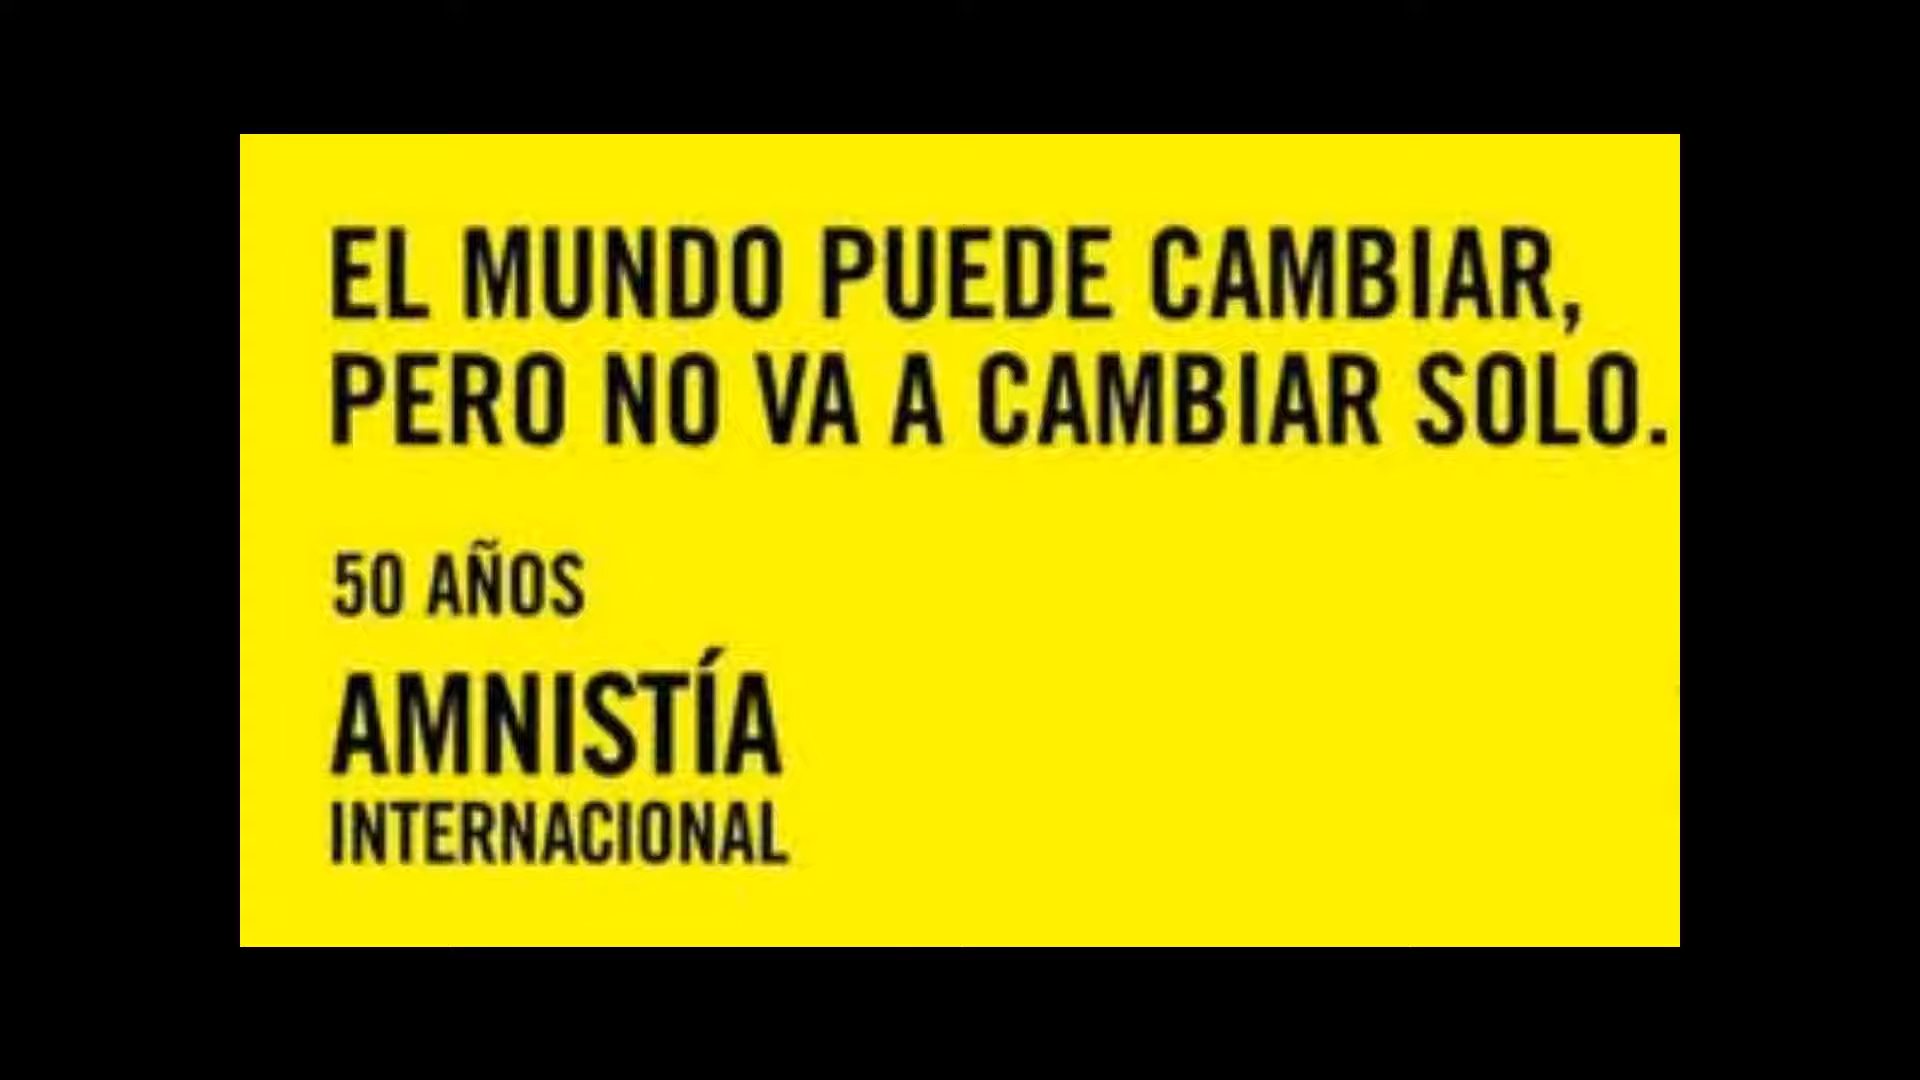 EL MUNDO PUEDE CAMBIAR,
PERO NO VA A CAMBIAR SOLO.
50 AÑOS
AMNISTÍA
INTERNACIONAL